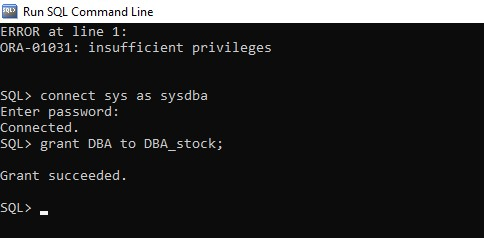 Run SQL Command Line
ERROR at line 1:
ORA-01031: insufficient privileges
SQL> connect sys as sysdba
Enter password:
Connected.
SQL> grant DBA to DBA_stock;
Grant succeeded.
SQL>